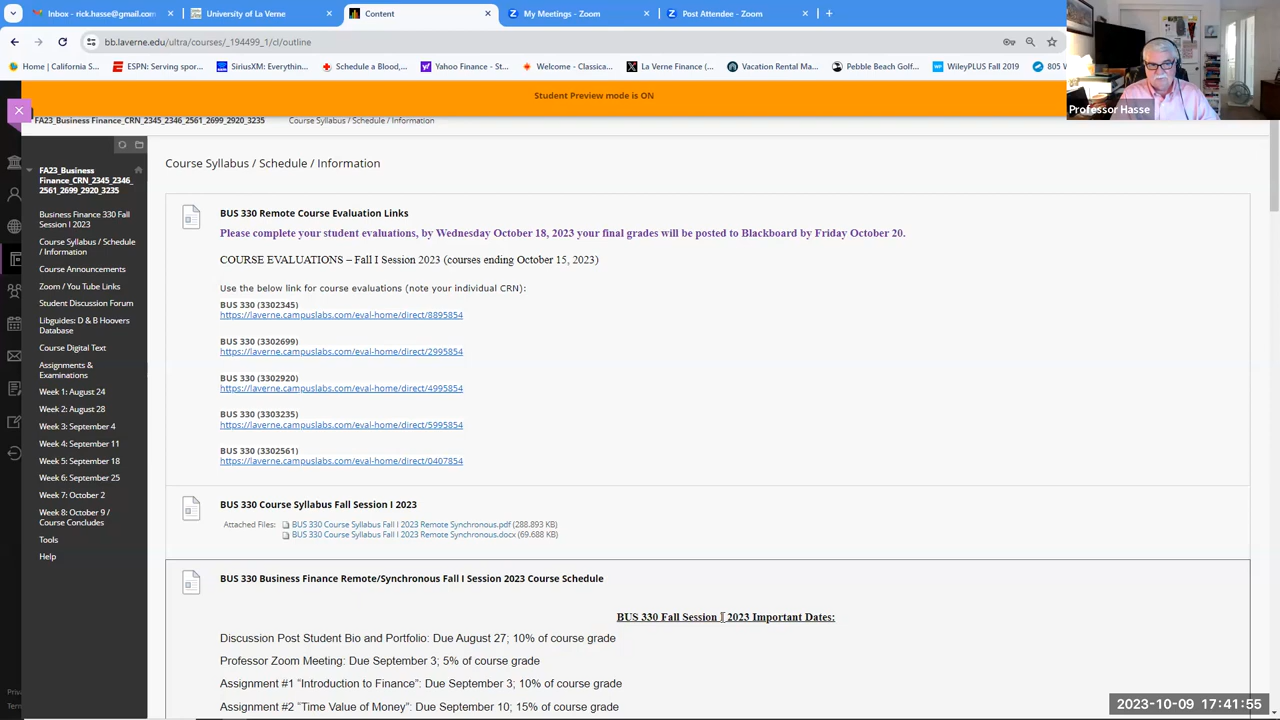 Inbox - rick.hasse@gmail.com
University of La Verne
Content
My Meetings - Zoom
Post Attendee - Zoom
bb.laverne.edu/ultra/courses/_194499_1/cl/outline
Home | California S...
ESPN: Serving spor...
SiriusXM: Everythin...
Schedule a Blood,...
Yahoo Finance - St...
Welcome - Classica...
La Verne Finance (...
Vacation Rental Ma...
Pebble Beach Golf...
WileyPLUS Fall 2019
805 W
Professor Hasse
Student Preview mode is ON
FA23_Business Finance_CRN_2345_2346_2561_2699_2920_3235
Course Syllabus / Schedule / Information
FA23_Business
Finance_CRN_2345_2346_
2561_2699_2920_3235
Business Finance 330 Fall
Session I 2023
Course Syllabus / Schedule
/ Information
Course Announcements
Zoom / You Tube Links
Student Discussion Forum
Libguides: D & B Hoovers
Database
Course Digital Text
Assignments &
Examinations
Week 1: August 24
Week 2: August 28
Week 3: September 4
Week 4: September 11
Week 5: September 18
Week 6: September 25
Week 7: October 2
Week 8: October 9 /
Course Concludes
Tools
Help
Priv
Term
Course Syllabus / Schedule / Information
BUS 330 Remote Course Evaluation Links
Please complete your student evaluations, by Wednesday October 18, 2023 your final grades will be posted to Blackboard by Friday October 20.
COURSE EVALUATIONS – Fall I Session 2023 (courses ending October 15, 2023)
Use the below link for course evaluations (note your individual CRN):
BUS 330 (3302345)
https://laverne.campuslabs.com/eval-home/direct/8895854
BUS 330 (3302699)
https://laverne.campuslabs.com/eval-home/direct/2995854
BUS 330 (3302920)
https://laverne.campuslabs.com/eval-home/direct/4995854
BUS 330 (3303235)
https://laverne.campuslabs.com/eval-home/direct/5995854
BUS 330 (3302561)
https://laverne.campuslabs.com/eval-home/direct/0407854
BUS 330 Course Syllabus Fall Session I 2023
Attached Files: BUS 330 Course Syllabus Fall I 2023 Remote Synchronous.pdf (288.893 KB)
BUS 330 Course Syllabus Fall I 2023 Remote Synchronous.docx (69.688 KB)
BUS 330 Business Finance Remote/Synchronous Fall I Session 2023 Course Schedule
BUS 330 Fall Session I 2023 Important Dates:
Discussion Post Student Bio and Portfolio: Due August 27; 10% of course grade
Professor Zoom Meeting: Due September 3; 5% of course grade
Assignment #1 “Introduction to Finance”: Due September 3; 10% of course grade
Assignment #2 “Time Value of Money”: Due September 10; 15% of course grade
2023-10-09 17:41:55